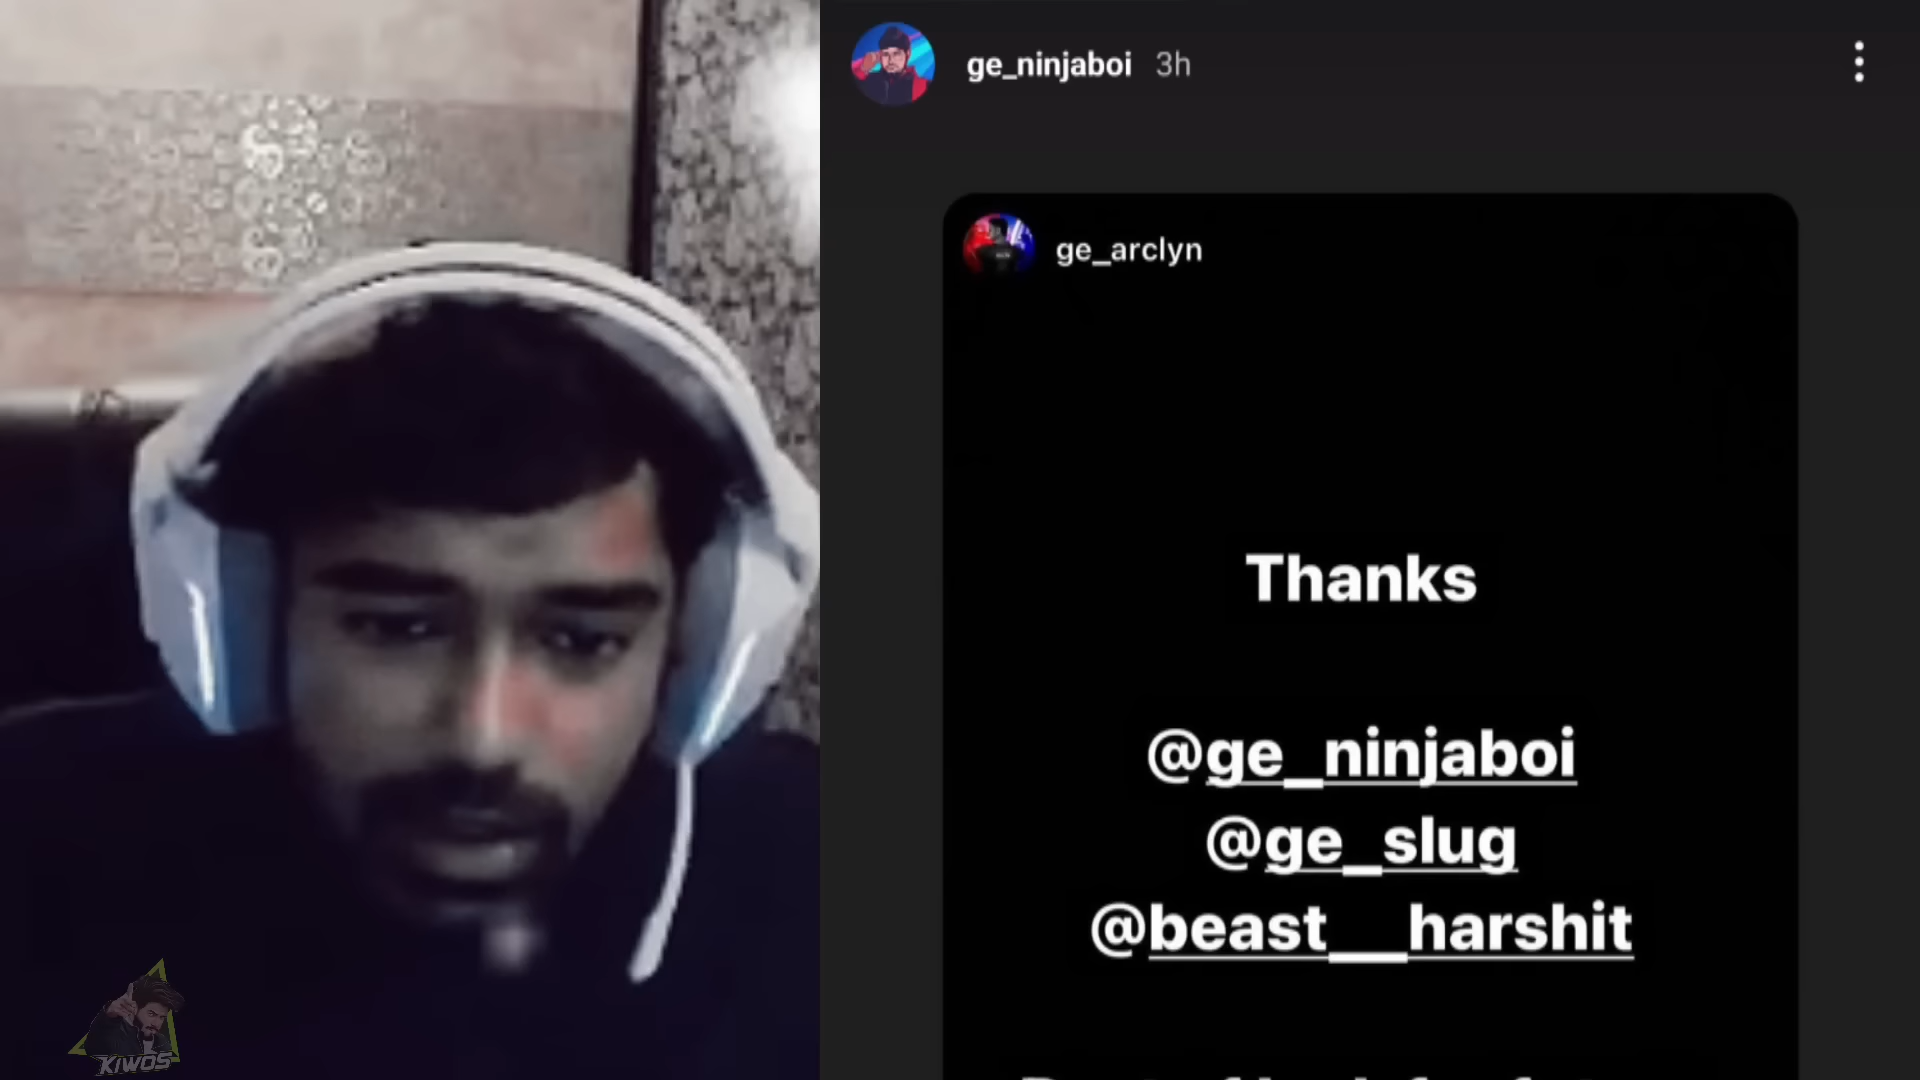 ge_ninjaboi 3h
ge_arclyn
Thanks
@ge_ninjaboi
@ge_slug
@beast__harshit
KIWOS